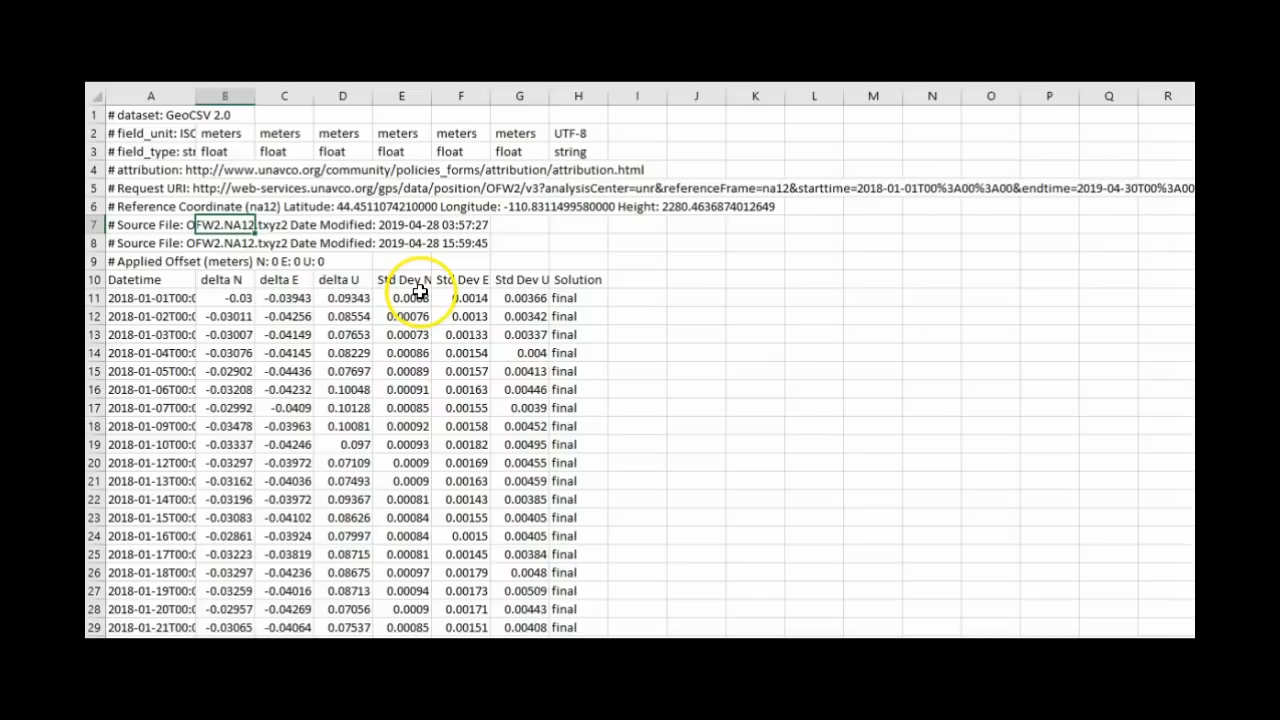 A B C D E F G H I J K L M N O P Q R
1 # dataset: GeoCSV 2.0
2 # field_unit: ISO meters meters meters meters meters meters UTF-8
3 # field_type: str float float float float float float string
4 # attribution: http://www.unavco.org/community/policies_forms/attribution/attribution.html
5 # Request URI: http://web-services.unavco.org/gps/data/position/OFW2/v3?analysisCenter=unr&referenceFrame=na12&starttime=2018-01-01T00%3A00%3A00&endtime=2019-04-30T00%3A00
6 # Reference Coordinate (na12) Latitude: 44.4511074210000 Longitude: -110.8311499580000 Height: 2280.4636874012649
7 # Source File: OFW2.NA12.txyz2 Date Modified: 2019-04-28 03:57:27
8 # Source File: OFW2.NA12.txyz2 Date Modified: 2019-04-28 15:59:45
9 # Applied Offset (meters) N: 0 E: 0 U: 0
10 Datetime delta N delta E delta U Std Dev N Std Dev E Std Dev U Solution
11 2018-01-01T00:0 -0.03 -0.03943 0.09343 0.0014 0.00366 final
12 2018-01-02T00:0 -0.03011 -0.04256 0.08554 0.00076 0.0013 0.00342 final
13 2018-01-03T00:0 -0.03007 -0.04149 0.07653 0.00073 0.00133 0.00337 final
14 2018-01-04T00:0 -0.03076 -0.04145 0.08229 0.00086 0.00154 0.004 final
15 2018-01-05T00:0 -0.02902 -0.04436 0.07697 0.00089 0.00157 0.00413 final
16 2018-01-06T00:0 -0.03208 -0.04232 0.10048 0.00091 0.00163 0.00446 final
17 2018-01-07T00:0 -0.02992 -0.0409 0.10128 0.00085 0.00155 0.0039 final
18 2018-01-09T00:0 -0.03478 -0.03963 0.10081 0.00092 0.00158 0.00452 final
19 2018-01-10T00:0 -0.03337 -0.04246 0.097 0.00093 0.00182 0.00495 final
20 2018-01-12T00:0 -0.03297 -0.03972 0.07109 0.0009 0.00169 0.00455 final
21 2018-01-13T00:0 -0.03162 -0.04036 0.07493 0.0009 0.00163 0.00459 final
22 2018-01-14T00:0 -0.03196 -0.03972 0.09367 0.00081 0.00143 0.00385 final
23 2018-01-15T00:0 -0.03083 -0.04102 0.08626 0.00084 0.00155 0.00405 final
24 2018-01-16T00:0 -0.02861 -0.03924 0.07997 0.00084 0.0015 0.00405 final
25 2018-01-17T00:0 -0.03223 -0.03819 0.08715 0.00081 0.00145 0.00384 final
26 2018-01-18T00:0 -0.03297 -0.04236 0.08675 0.00097 0.00179 0.0048 final
27 2018-01-19T00:0 -0.03259 -0.04016 0.08713 0.00094 0.00173 0.00509 final
28 2018-01-20T00:0 -0.02957 -0.04269 0.07056 0.0009 0.00171 0.00443 final
29 2018-01-21T00:0 -0.03065 -0.04064 0.07537 0.00085 0.00151 0.00408 final